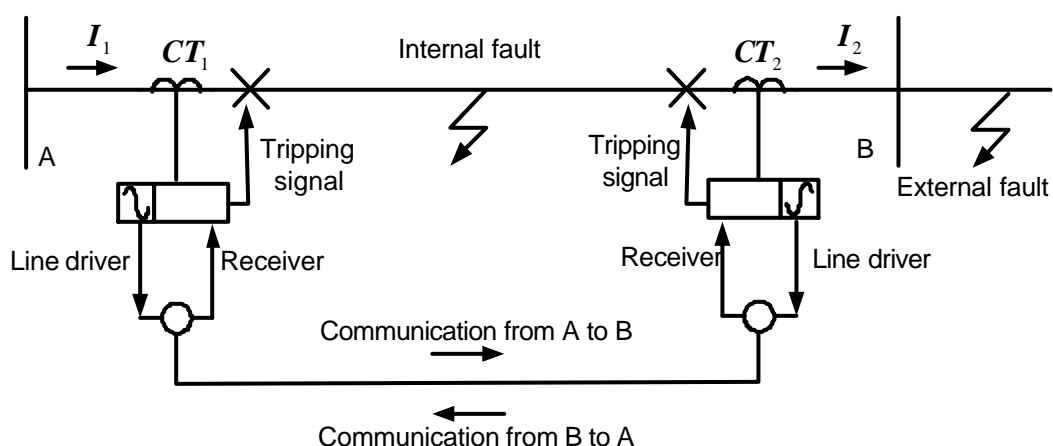 I1
CT1
Internal fault
CT2
I2
A
Tripping
signal
Tripping
signal
B
External fault
Line driver
Receiver
Receiver
Line driver
Communication from A to B
Communication from B to A